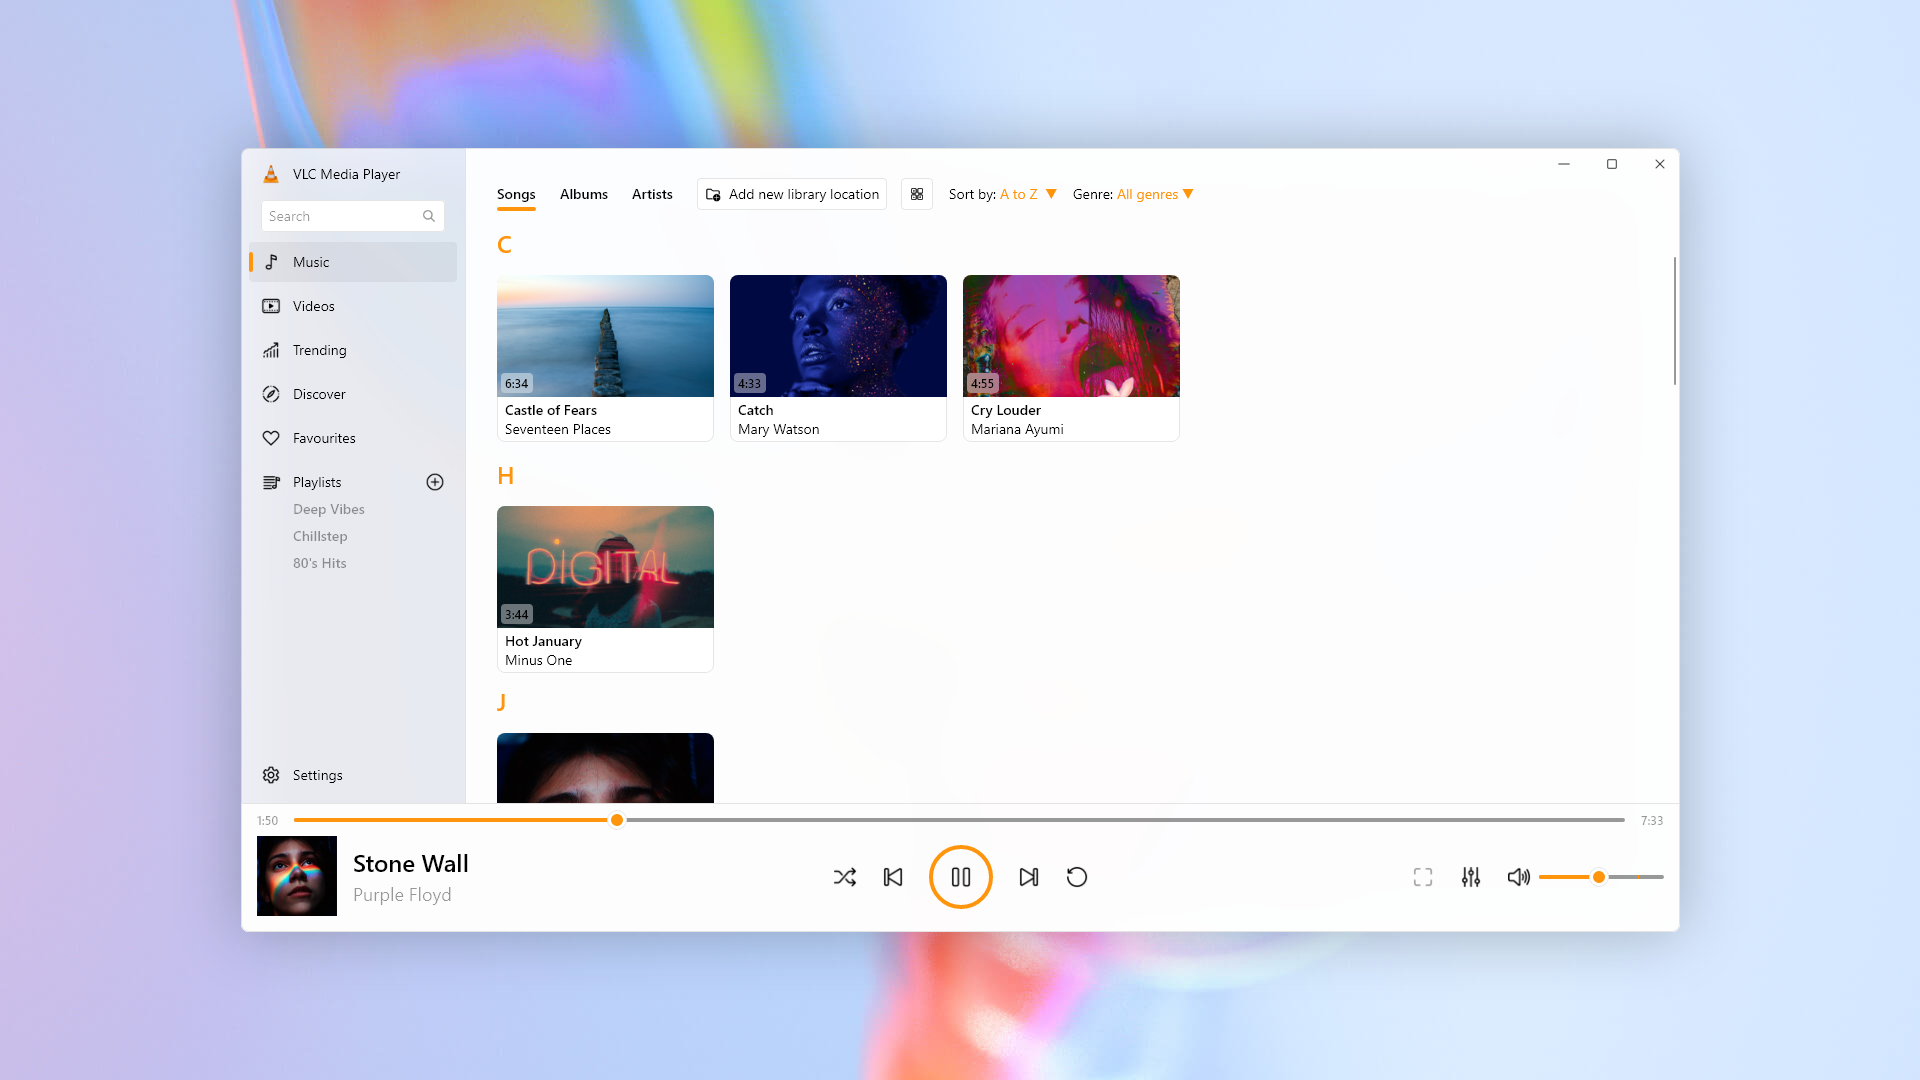 VLC Media Player
Search
Music
Videos
Trending
Discover
Favourites
Playlists
Deep Vibes
Chillstep
80's Hits
Settings
Songs Albums Artists Add new library location Sort by: A to Z Genre: All genres
C
6:34
Castle of Fears
Seventeen Places
4:33
Catch
Mary Watson
4:55
Cry Louder
Mariana Ayumi
H
DIGITAL
3:44
Hot January
Minus One
J
1:50
7:33
Stone Wall
Purple Floyd